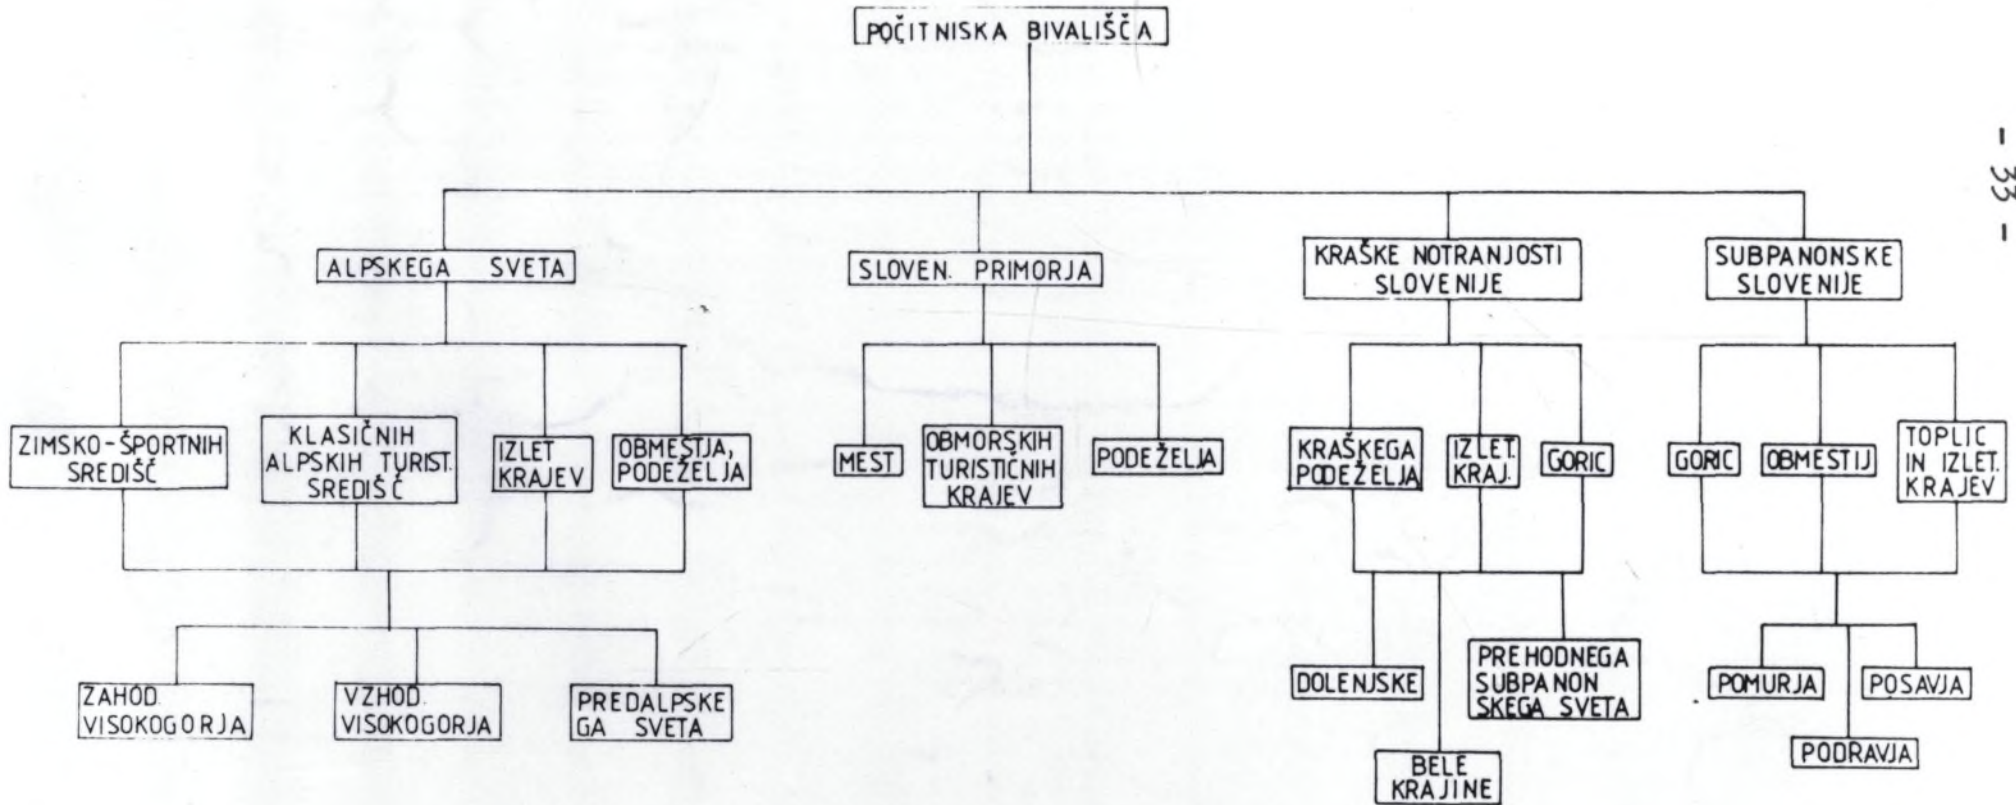 POČITNIŠKA BIVALIŠČA
- 33 -
ALPSKEGA SVETA
SLOVEN. PRIMORJA
KRAŠKE NOTRANJOSTI
SLOVENIJE
SUBPANONSKE
SLOVENIJE
ZIMSKO-ŠPORTNIH
SREDIŠČ
KLASIČNIH
ALPSKIH TURIST.
SREDIŠČ
IZLET
KRAJEV
OBMESTJA,
PODEŽELJA
MEST
OBMORSKIH
TURISTIČNIH
KRAJEV
PODEŽELJA
KRAŠKEGA
PODEŽELJA
IZLET.
KRAJ.
GORIC
GORIC
OBMESTIJ
TOPLIC
IN IZLET.
KRAJEV
ZAHOD.
VISOKOGORJA
VZHOD.
VISOKOGORJA
PREDALPSKE
GA SVETA
DOLENJSKE
BELE
KRAJINE
PREHODNEGA
SUBPANON
SKEGA SVETA
POMURJA
PODRAVJA
POSAVJA